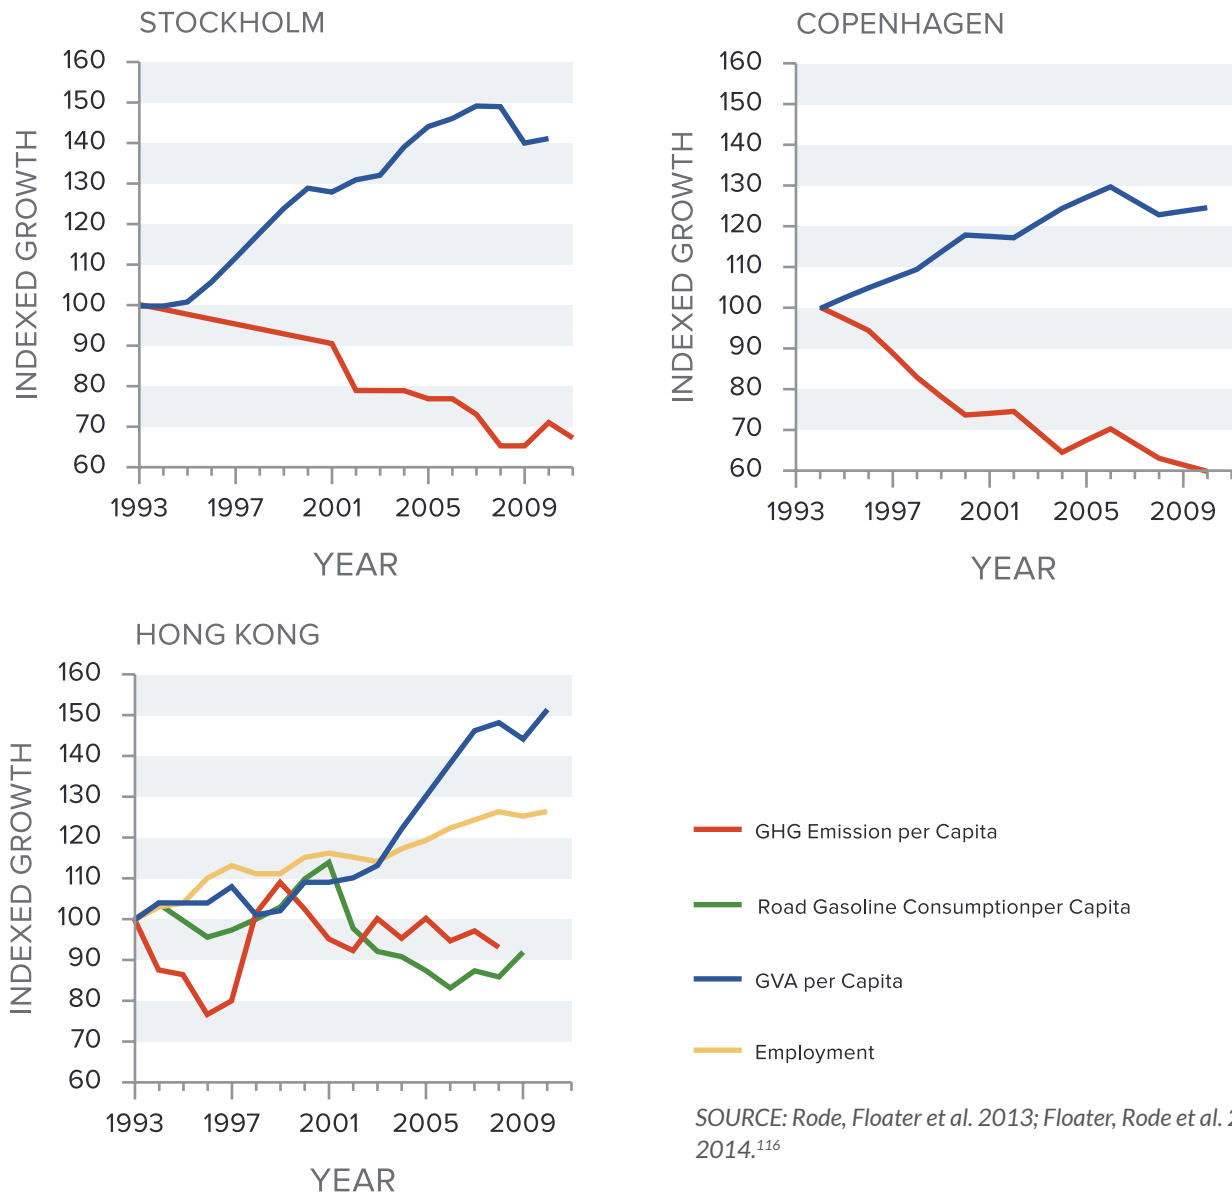 STOCKHOLM
160
150
140
130
120
110
100
90
80
70
60
INDEXED GROWTH
1993 1997 2001 2005 2009
YEAR
COPENHAGEN
160
150
140
130
120
110
100
90
80
70
60
INDEXED GROWTH
1993 1997 2001 2005 2009
YEAR
HONG KONG
160
150
140
130
120
110
100
90
80
70
60
INDEXED GROWTH
1993 1997 2001 2005 2009
YEAR
GHG Emission per Capita
Road Gasoline Consumptionper Capita
GVA per Capita
Employment
SOURCE: Rode, Floater et al. 2013; Floater, Rode et al.
2014.116